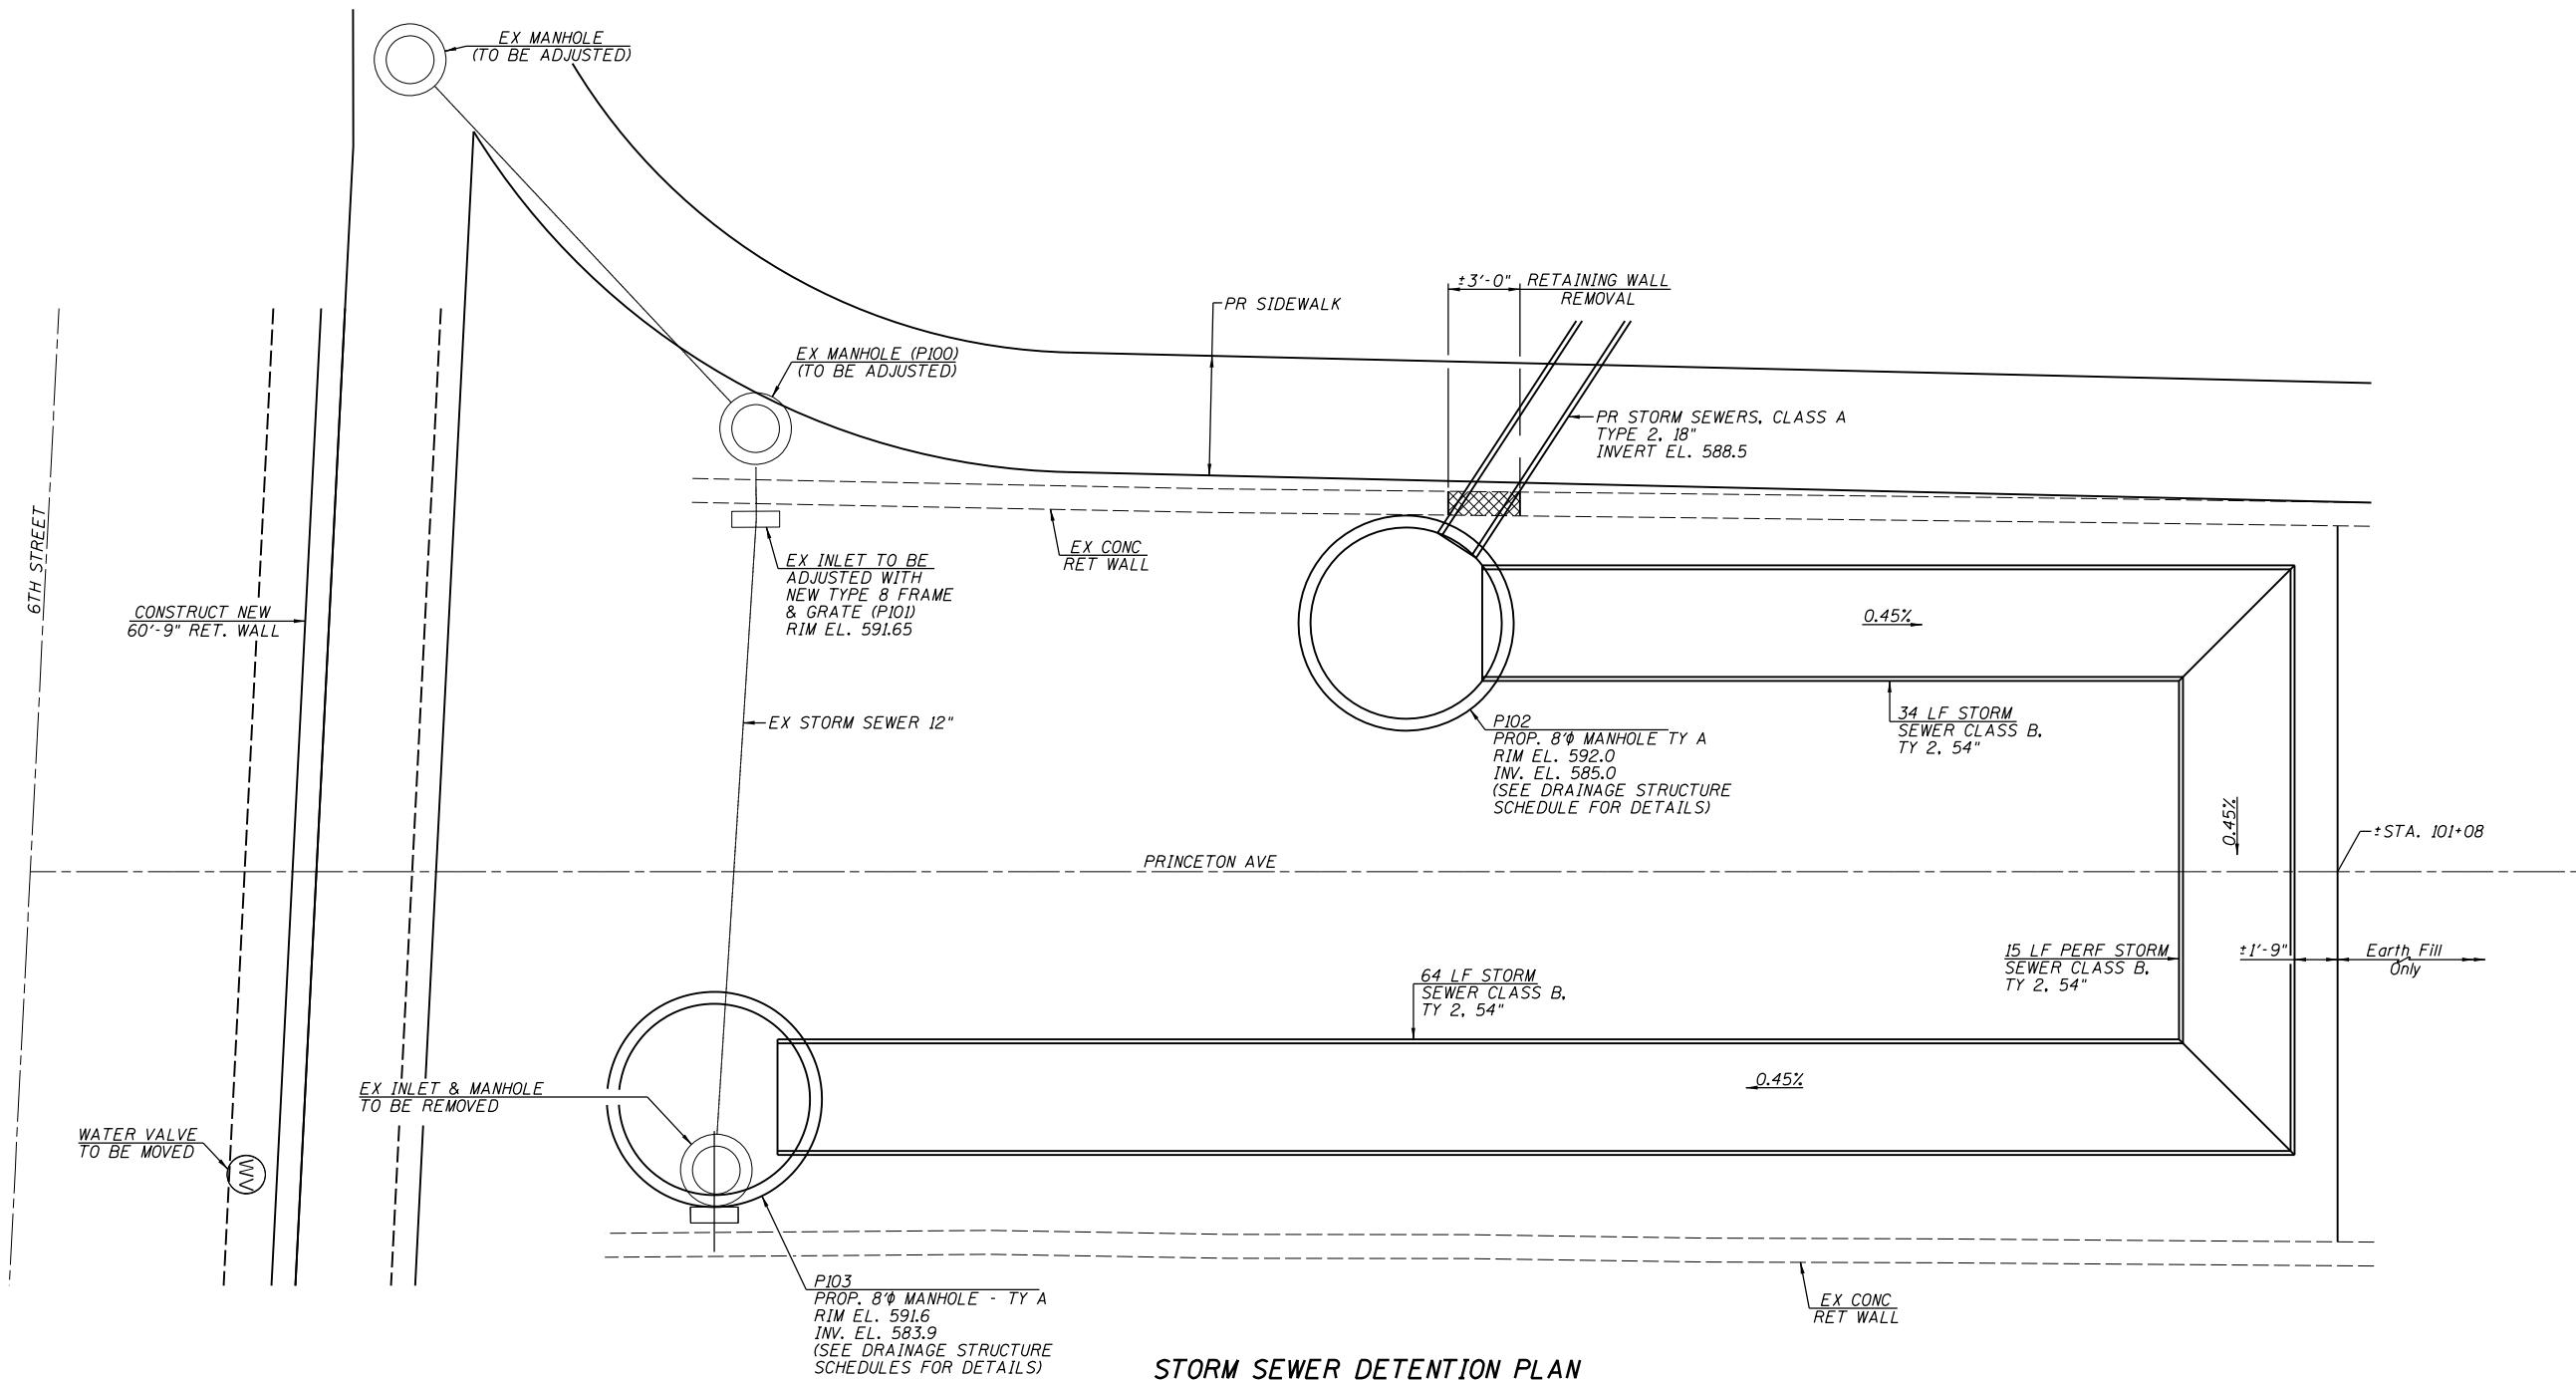 EX MANHOLE
(TO BE ADJUSTED)
±3'-0"
RETAINING WALL
REMOVAL
PR SIDEWALK
EX MANHOLE (P100)
(TO BE ADJUSTED)
PR STORM SEWERS, CLASS A
TYPE 2, 18"
INVERT EL. 588.5
6TH STREET
EX CONC
RET WALL
EX INLET TO BE
ADJUSTED WITH
NEW TYPE 8 FRAME
& GRATE (P101)
RIM EL. 591.65
CONSTRUCT NEW
60'-9" RET. WALL
0.45%
EX STORM SEWER 12"
P102
PROP. 8'φ MANHOLE TY A
RIM EL. 592.0
INV. EL. 585.0
(SEE DRAINAGE STRUCTURE
SCHEDULE FOR DETAILS)
34 LF STORM
SEWER CLASS B,
TY 2, 54"
0.45%
±STA. 101+08
PRINCETON AVE
15 LF PERF STORM
SEWER CLASS B,
TY 2, 54"
±1'-9"
Earth Fill
Only
64 LF STORM
SEWER CLASS B,
TY 2, 54"
0.45%
EX INLET & MANHOLE
TO BE REMOVED
WATER VALVE
TO BE MOVED
WV
P103
PROP. 8'φ MANHOLE - TY A
RIM EL. 591.6
INV. EL. 583.9
(SEE DRAINAGE STRUCTURE
SCHEDULES FOR DETAILS)
EX CONC
RET WALL
STORM SEWER DETENTION PLAN